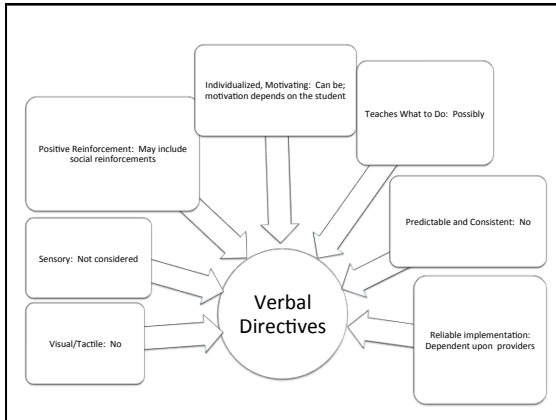 Individualized, Motivating: Can be;
motivation depends on the student
Teaches What to Do: Possibly
Positive Reinforcement: May include
social reinforcements
Predictable and Consistent: No
Sensory: Not considered
Verbal
Directives
Reliable implementation:
Dependent upon providers
Visual/Tactile: No